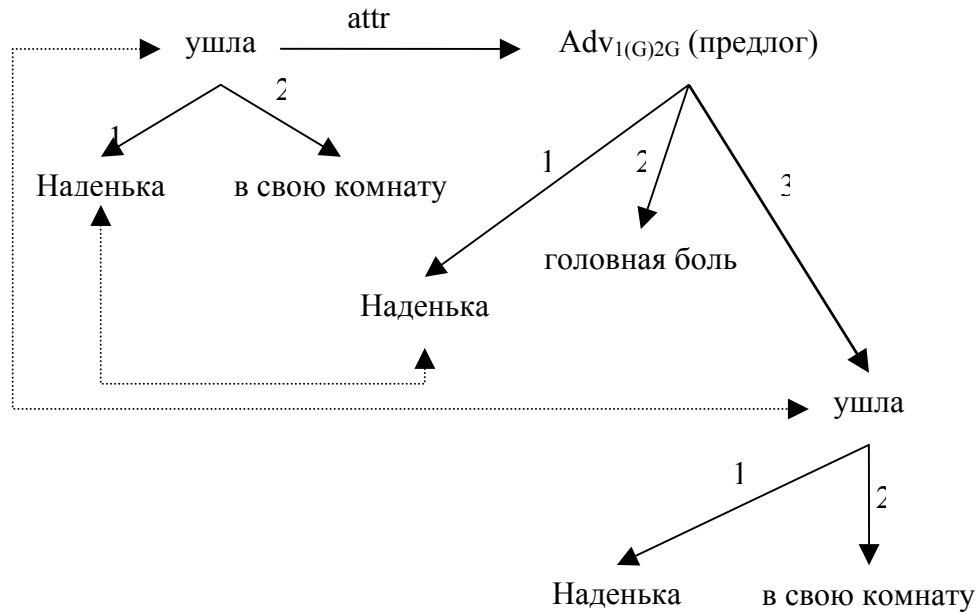 attr
ушла Adv1(G)2G (предлог)
1 2
Наденька в свою комнату
1 2 3
головная боль
Наденька
ушла
1 2
Наденька в свою комнату